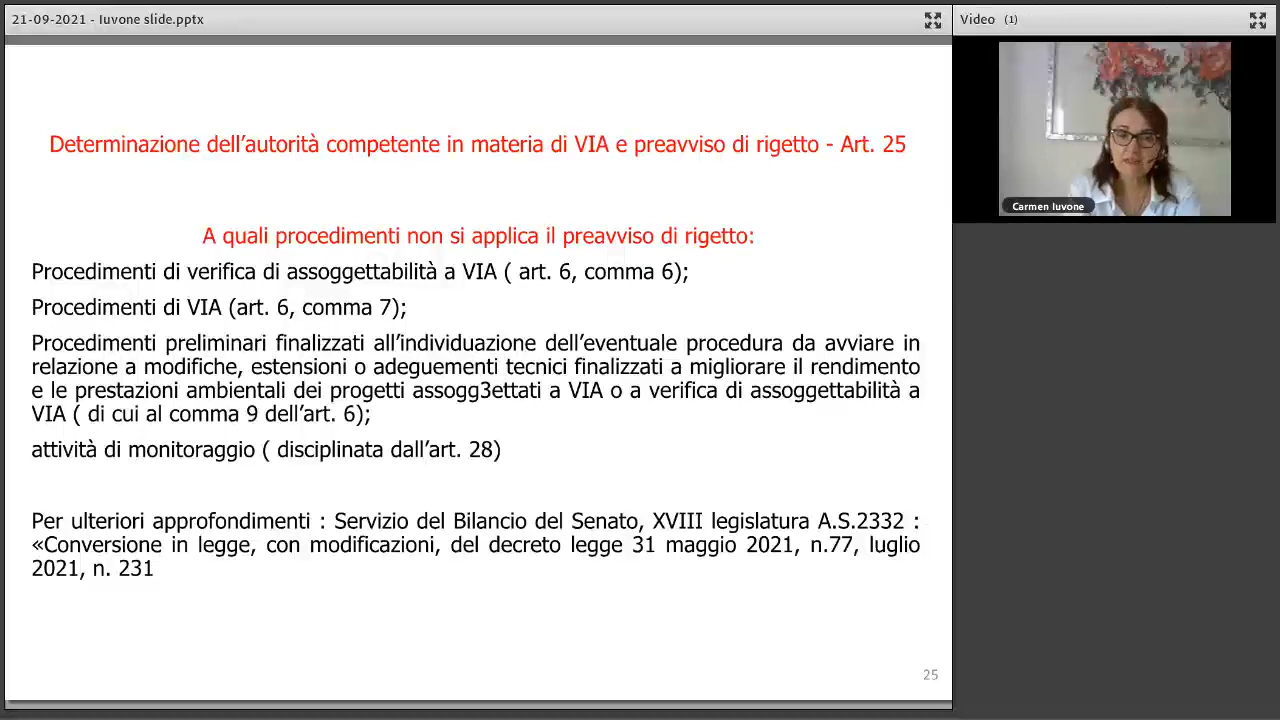 21-09-2021 - Iuvone slide.pptx
Video (1)
Carmen Iuvone
Determinazione dell’autorità competente in materia di VIA e preavviso di rigetto - Art. 25
A quali procedimenti non si applica il preavviso di rigetto:
Procedimenti di verifica di assoggettabilità a VIA ( art. 6, comma 6);
Procedimenti di VIA (art. 6, comma 7);
Procedimenti preliminari finalizzati all’individuazione dell’eventuale procedura da avviare in
relazione a modifiche, estensioni o adeguementi tecnici finalizzati a migliorare il rendimento
e le prestazioni ambientali dei progetti assogg3ettati a VIA o a verifica di assoggettabilità a
VIA ( di cui al comma 9 dell’art. 6);
attività di monitoraggio ( disciplinata dall’art. 28)
Per ulteriori approfondimenti : Servizio del Bilancio del Senato, XVIII legislatura A.S.2332 :
«Conversione in legge, con modificazioni, del decreto legge 31 maggio 2021, n.77, luglio
2021, n. 231
25